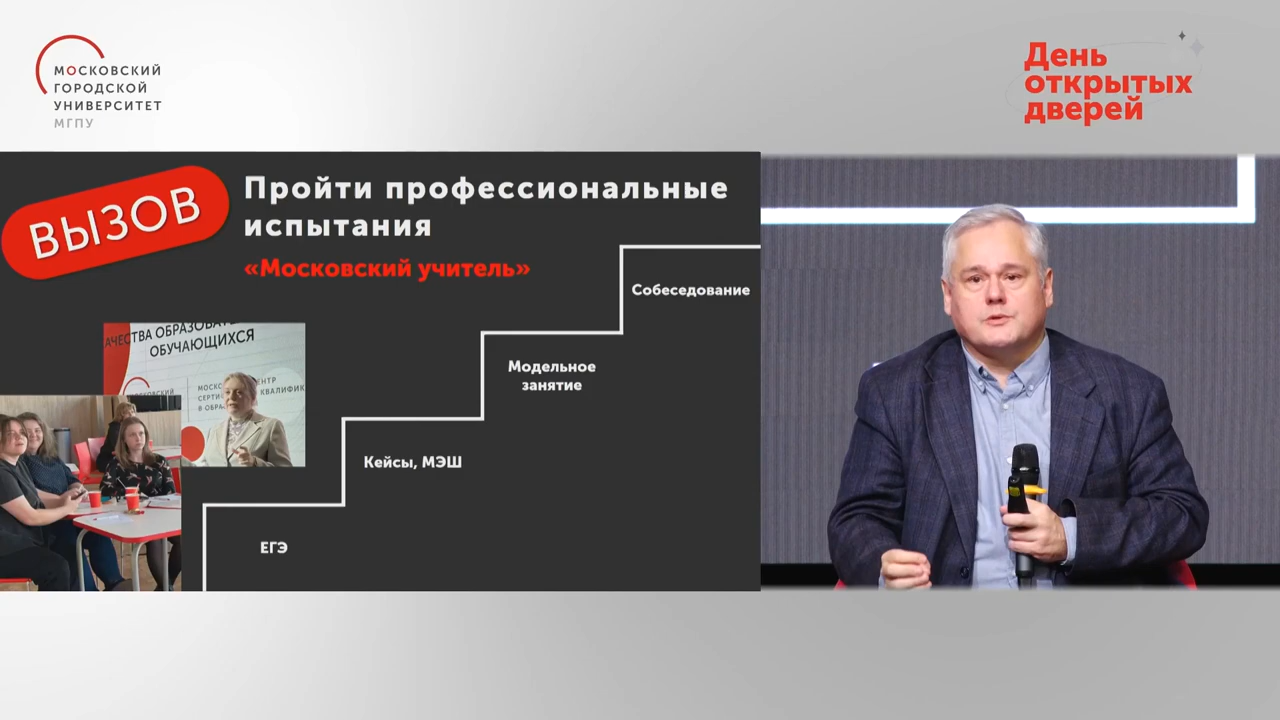 МОСКОВСКИЙ
ГОРОДСКОЙ
УНИВЕРСИТЕТ
МГПУ
День
открытых
дверей
ВЫЗОВ
Пройти профессиональные
испытания
«Московский учитель»
Собеседование
Модельное
занятие
Кейсы, МЭШ
ЕГЭ
ОБУЧАЮЩИХСЯ